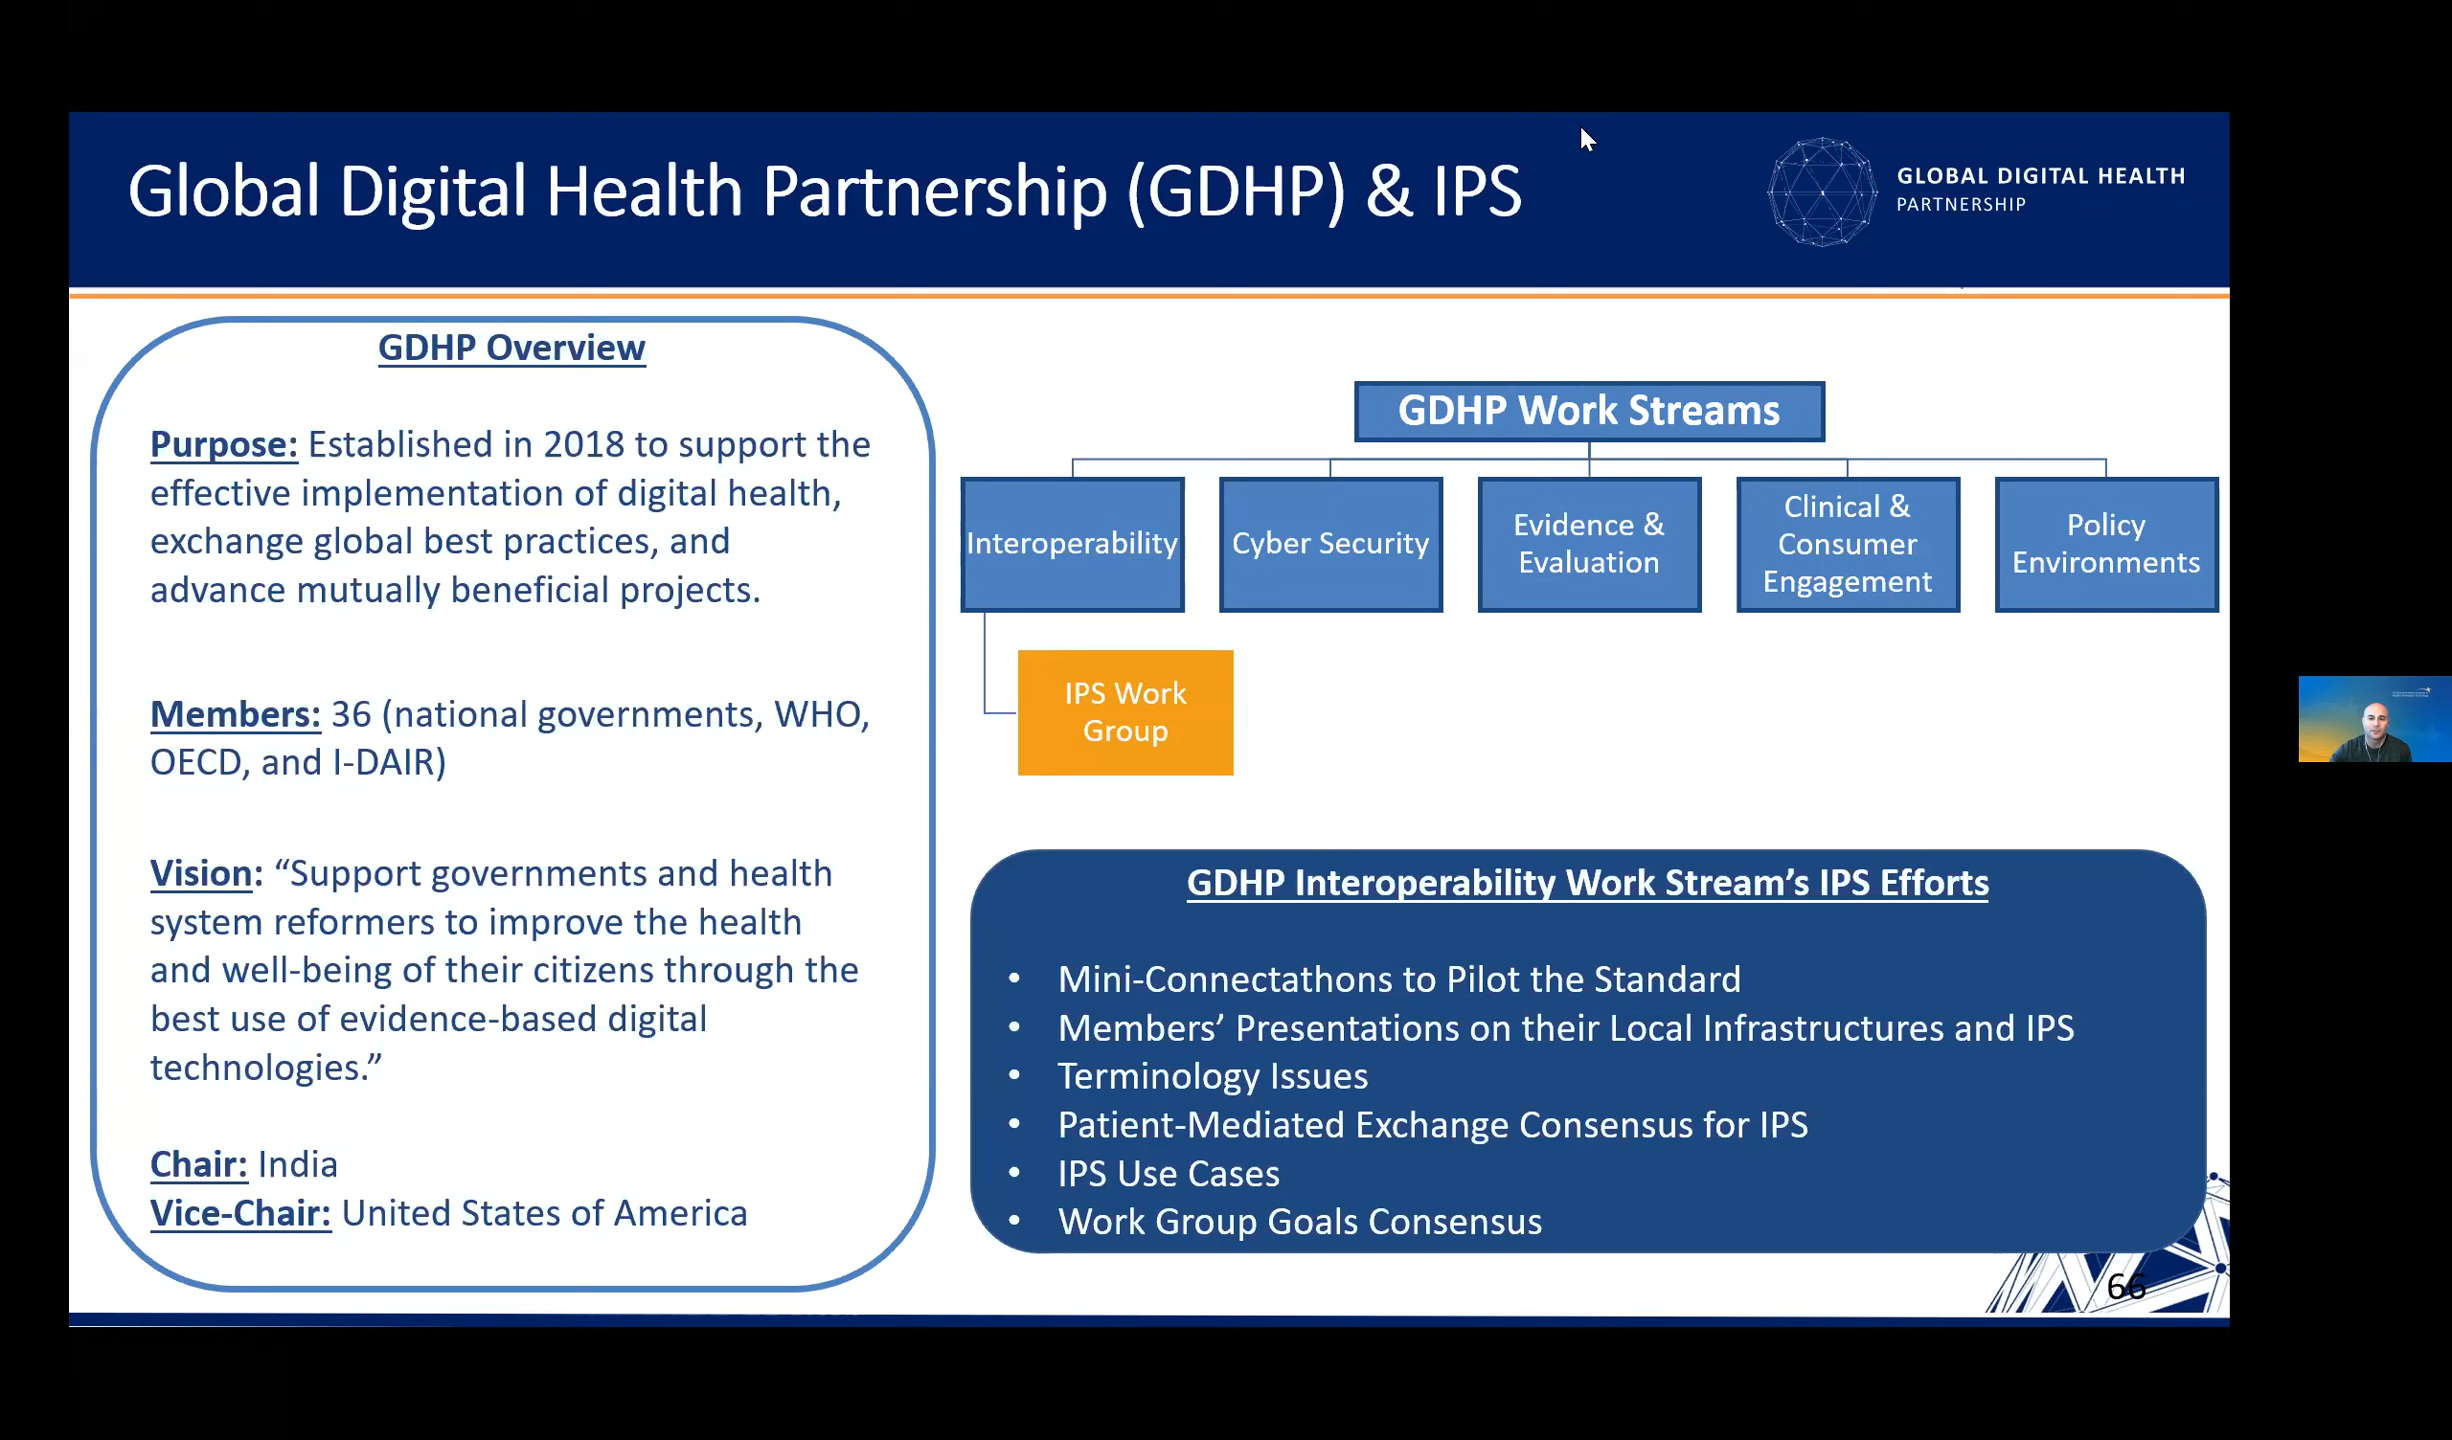 Global Digital Health Partnership (GDHP) & IPS
GLOBAL DIGITAL HEALTH
PARTNERSHIP
GDHP Overview
Purpose: Established in 2018 to support the
effective implementation of digital health,
exchange global best practices, and
advance mutually beneficial projects.
Members: 36 (national governments, WHO,
OECD, and I-DAIR)
Vision: “Support governments and health
system reformers to improve the health
and well-being of their citizens through the
best use of evidence-based digital
technologies.”
Chair: India
Vice-Chair: United States of America
GDHP Work Streams
Interoperability
Cyber Security
Evidence &
Evaluation
Clinical &
Consumer
Engagement
Policy
Environments
IPS Work
Group
GDHP Interoperability Work Stream’s IPS Efforts
• Mini-Connectathons to Pilot the Standard
• Members’ Presentations on their Local Infrastructures and IPS
• Terminology Issues
• Patient-Mediated Exchange Consensus for IPS
• IPS Use Cases
• Work Group Goals Consensus
66